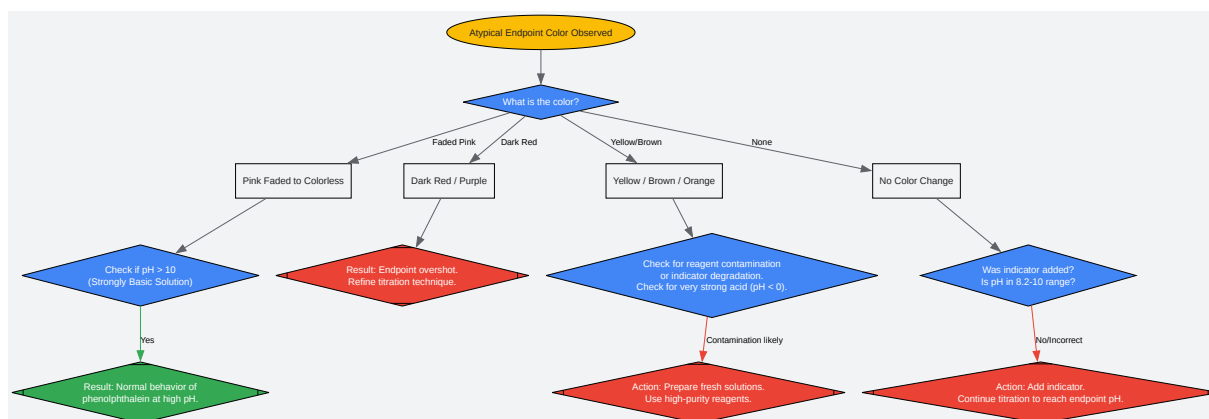 Atypical Endpoint Color Observed
What is the color?
Faded Pink
Dark Red
Yellow/Brown
None
Pink Faded to Colorless
Dark Red / Purple
Yellow / Brown / Orange
No Color Change
Check if pH > 10
(Strongly Basic Solution)
Result: Endpoint overshot.
Refine titration technique.
Check for reagent contamination
or indicator degradation.
Check for very strong acid (pH < 0).
Was indicator added?
Is pH in 8.2-10 range?
Yes
Contamination likely
No/Incorrect
Result: Normal behavior of
phenolphthalein at high pH.
Action: Prepare fresh solutions.
Use high-purity reagents.
Action: Add indicator.
Continue titration to reach endpoint pH.